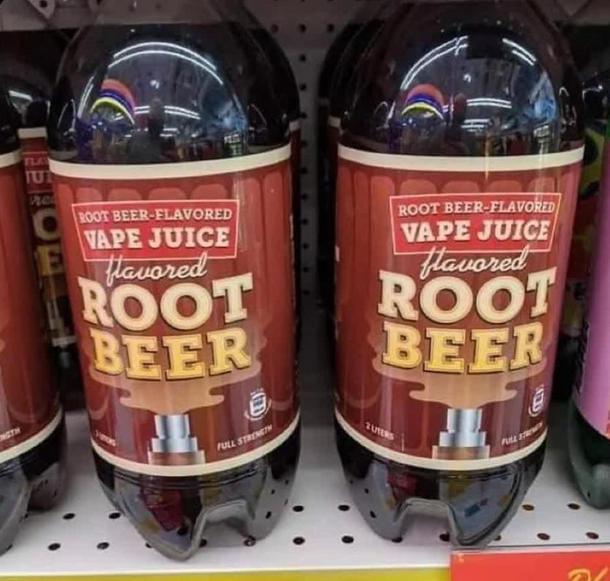 ROOT BEER-FLAVORED
VAPE JUICE
flavored
ROOT
BEER
FULL STRENGTH
ROOT BEER-FLAVORED
VAPE JUICE
flavored
ROOT
BEER
2 LITERS
FULL STRENGTH